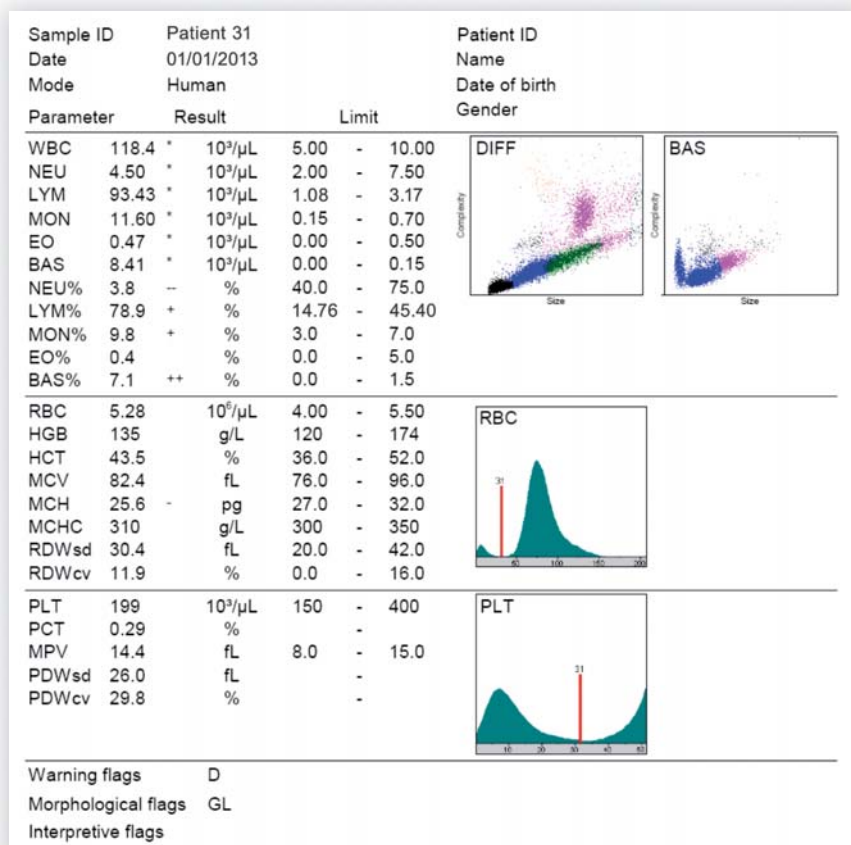 Sample ID Patient 31 Patient ID
Date 01/01/2013 Name
Mode Human Date of birth
Parameter Result Limit Gender
WBC 118.4 * 10³/µL 5.00 - 10.00
NEU 4.50 * 10³/µL 2.00 - 7.50
LYM 93.43 * 10³/µL 1.08 - 3.17
MON 11.60 * 10³/µL 0.15 - 0.70
EO 0.47 * 10³/µL 0.00 - 0.50
BAS 8.41 * 10³/µL 0.00 - 0.15
NEU% 3.8 -- % 40.0 - 75.0
LYM% 78.9 + % 14.76 - 45.40
MON% 9.8 + % 3.0 - 7.0
EO% 0.4 % 0.0 - 5.0
BAS% 7.1 ++ % 0.0 - 1.5
DIFF
Complexity
Size
BAS
Complexity
Size
RBC 5.28 10⁶/µL 4.00 - 5.50
HGB 135 g/L 120 - 174
HCT 43.5 % 36.0 - 52.0
MCV 82.4 fL 76.0 - 96.0
MCH 25.6 - pg 27.0 - 32.0
MCHC 310 g/L 300 - 350
RDWsd 30.4 fL 20.0 - 42.0
RDWcv 11.9 % 0.0 - 16.0
RBC
31
50 100 150 200
PLT 199 10³/µL 150 - 400
PCT 0.29 % -
MPV 14.4 fL 8.0 - 15.0
PDWsd 26.0 fL -
PDWcv 29.8 % -
PLT
31
10 20 30 40 50
Warning flags D
Morphological flags GL
Interpretive flags